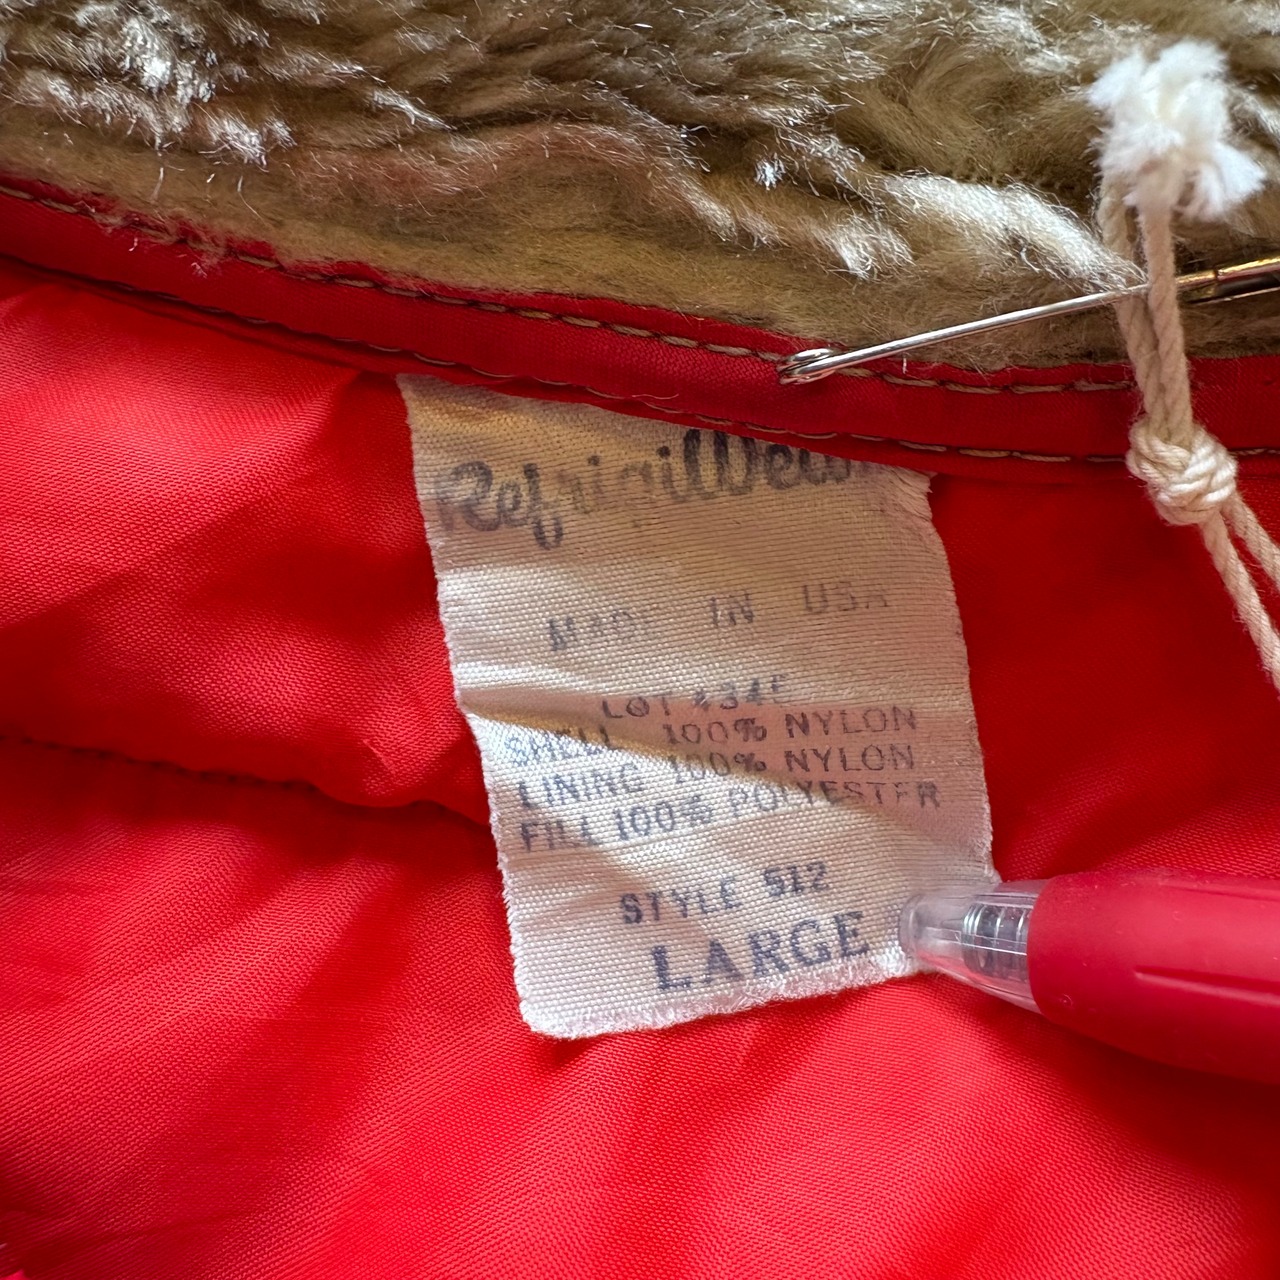 RefrigiWear
MADE IN USA
LOT #34E
SHELL 100% NYLON
LINING 100% NYLON
FILL 100% POLYESTER
STYLE 512
LARGE